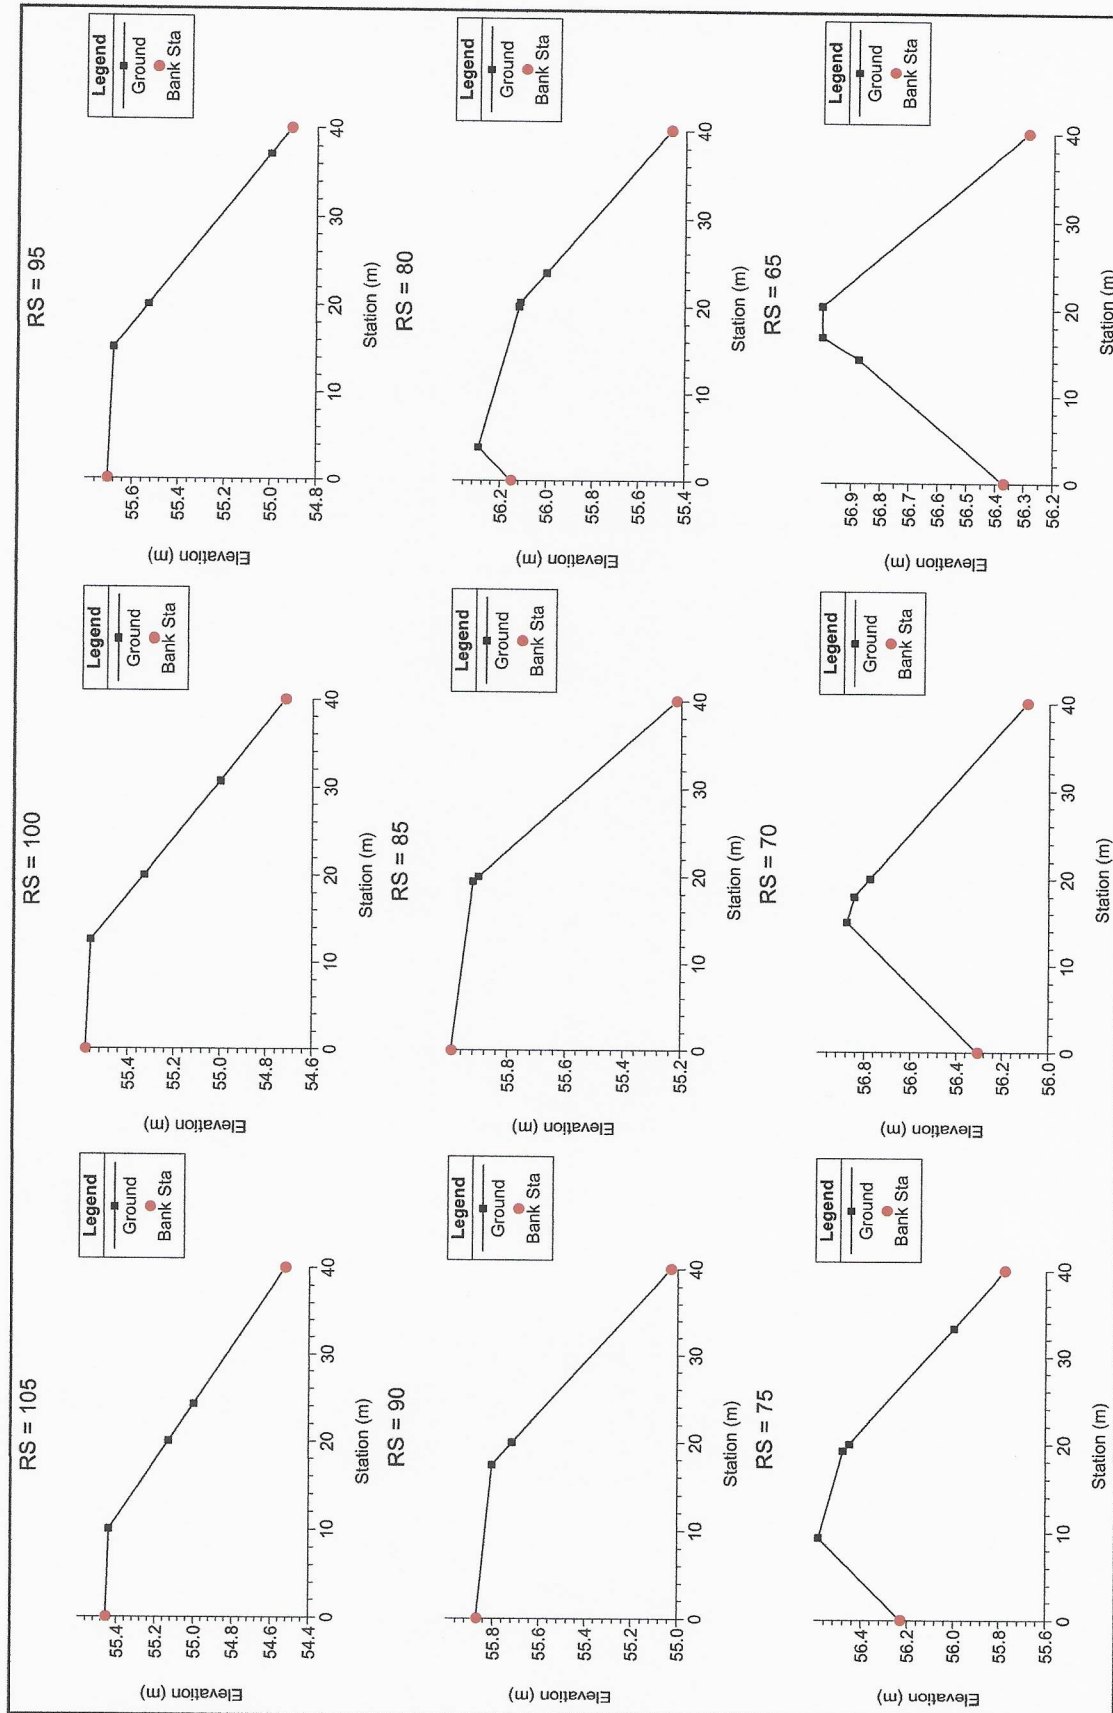 RS = 105
Legend
Ground
Bank Sta
Elevation (m)
55.4
55.2
55.0
54.8
54.6
54.4
0 10 20 30 40
Station (m)
RS = 100
Legend
Ground
Bank Sta
Elevation (m)
55.4
55.2
55.0
54.8
54.6
0 10 20 30 40
Station (m)
RS = 95
Legend
Ground
Bank Sta
Elevation (m)
55.6
55.4
55.2
55.0
54.8
0 10 20 30 40
Station (m)
RS = 90
Legend
Ground
Bank Sta
Elevation (m)
55.8
55.6
55.4
55.2
55.0
0 10 20 30 40
Station (m)
RS = 85
Legend
Ground
Bank Sta
Elevation (m)
55.8
55.6
55.4
55.2
0 10 20 30 40
Station (m)
RS = 80
Legend
Ground
Bank Sta
Elevation (m)
56.2
56.0
55.8
55.6
55.4
0 10 20 30 40
Station (m)
RS = 75
Legend
Ground
Bank Sta
Elevation (m)
56.4
56.2
56.0
55.8
55.6
0 10 20 30 40
Station (m)
RS = 70
Legend
Ground
Bank Sta
Elevation (m)
56.8
56.6
56.4
56.2
56.0
0 10 20 30 40
Station (m)
RS = 65
Legend
Ground
Bank Sta
Elevation (m)
56.9
56.8
56.7
56.6
56.5
56.4
56.3
56.2
0 10 20 30 40
Station (m)